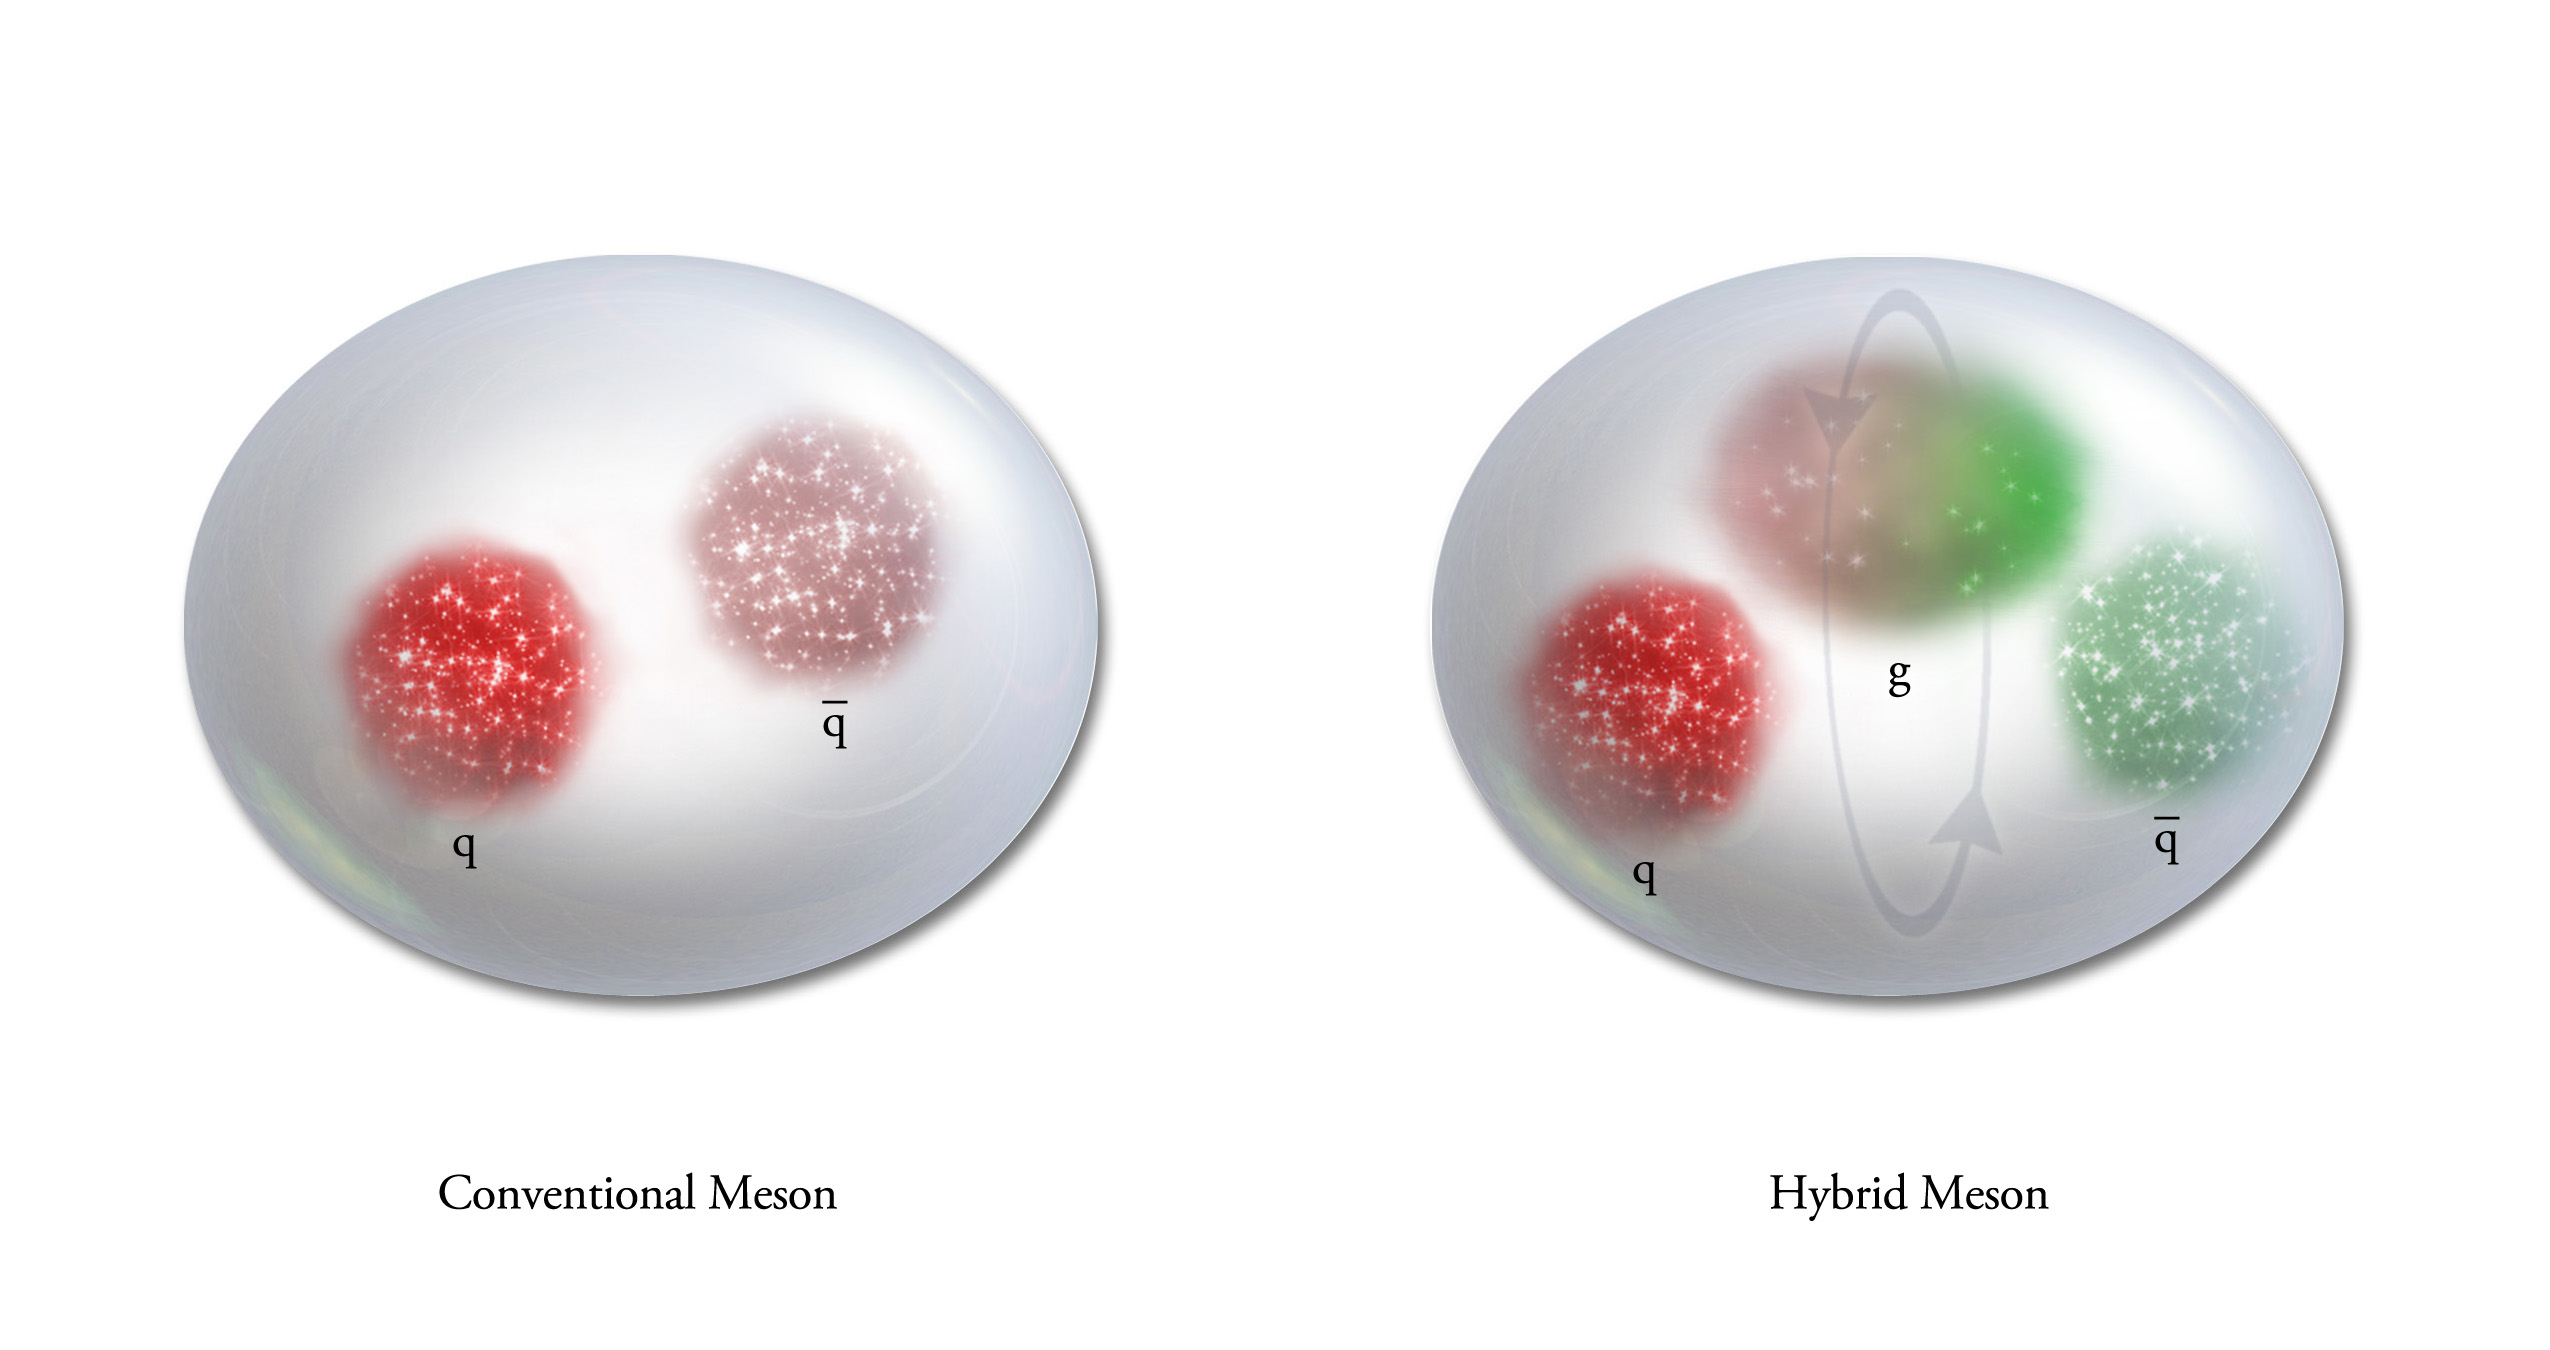 q
q̅
Conventional Meson
q
g
q̅
Hybrid Meson